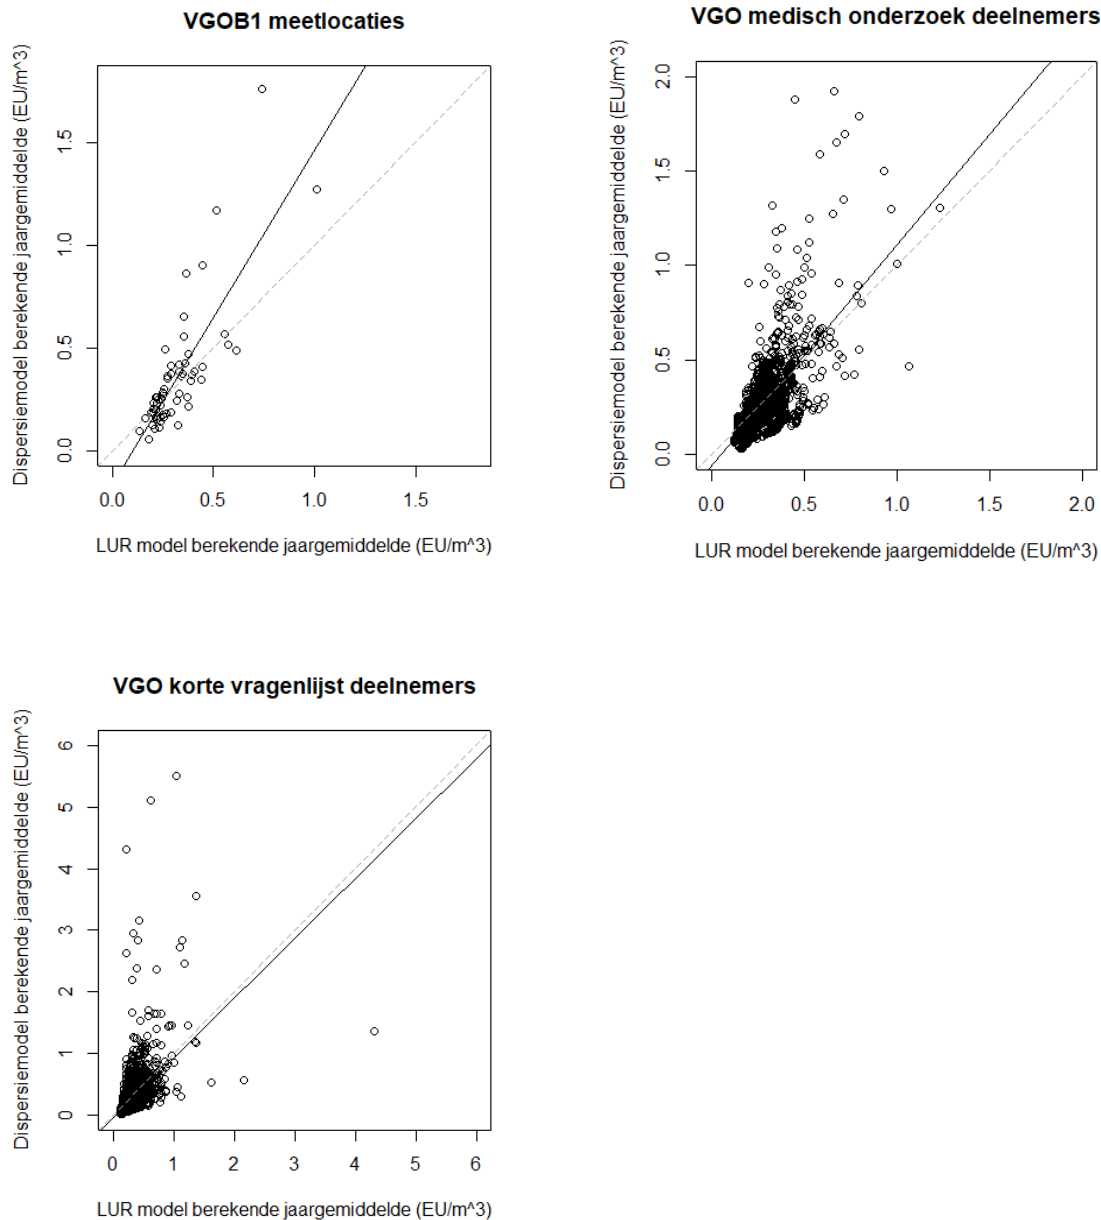 VGOB1 meetlocaties
Dispersiemodel berekende jaargemiddelde (EU/m^3)
1.5
1.0
0.5
0.0
0.0 0.5 1.0 1.5
LUR model berekende jaargemiddelde (EU/m^3)
VGO medisch onderzoek deelnemers
Dispersiemodel berekende jaargemiddelde (EU/m^3)
2.0
1.5
1.0
0.5
0.0
0.0 0.5 1.0 1.5 2.0
LUR model berekende jaargemiddelde (EU/m^3)
VGO korte vragenlijst deelnemers
Dispersiemodel berekende jaargemiddelde (EU/m^3)
6
5
4
3
2
1
0
0 1 2 3 4 5 6
LUR model berekende jaargemiddelde (EU/m^3)